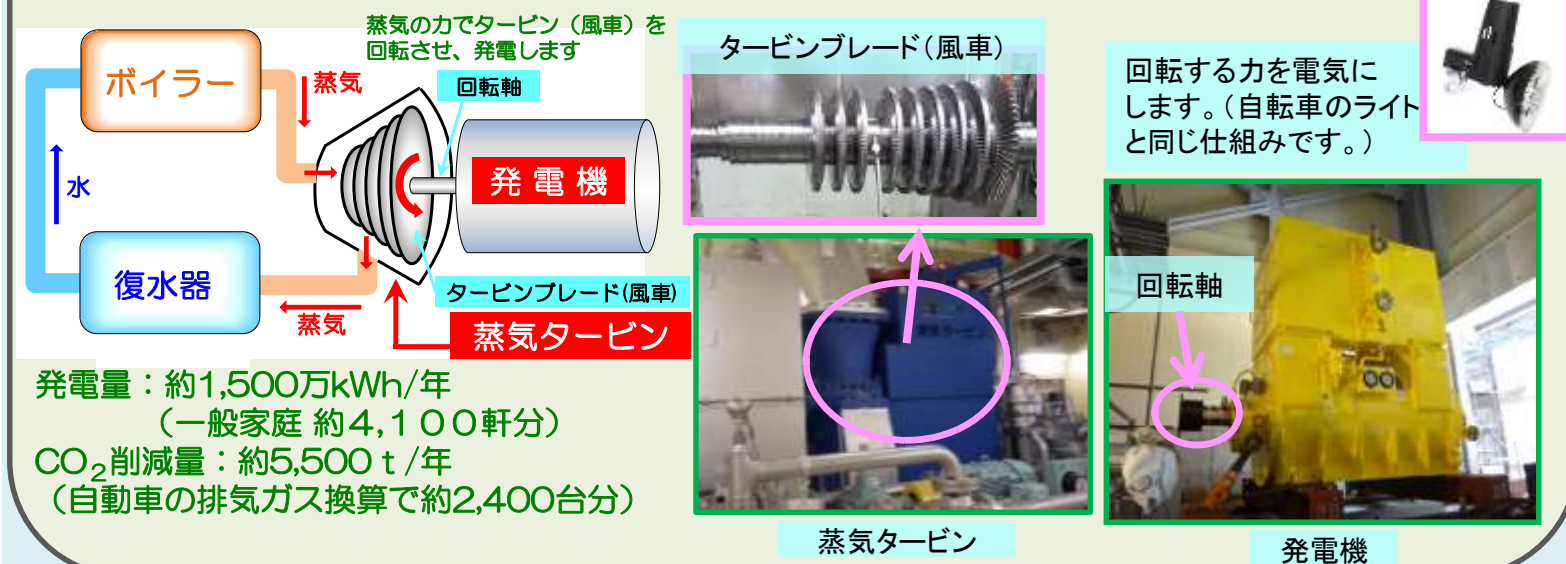 蒸気の力でタービン（風車）を
回転させ、発電します
ボイラー
蒸気
回転軸
発電機
水
復水器
タービンブレード(風車)
蒸気
蒸気タービン
発電量：約1,500万kWh/年
（一般家庭 約4,１００軒分）
CO₂削減量：約5,500ｔ/年
（自動車の排気ガス換算で約2,400台分）
タービンブレード（風車）
蒸気タービン
回転する力を電気に
します。（自転車のライト
と同じ仕組みです。）
回転軸
発電機